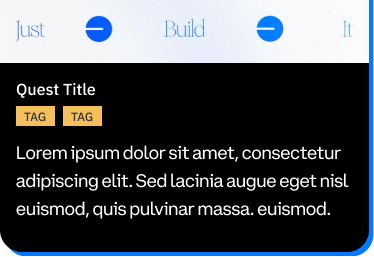 Just Build It
Quest Title
TAG TAG
Lorem ipsum dolor sit amet, consectetur
adipiscing elit. Sed lacinia augue eget nisl
euismod, quis pulvinar massa. euismod.